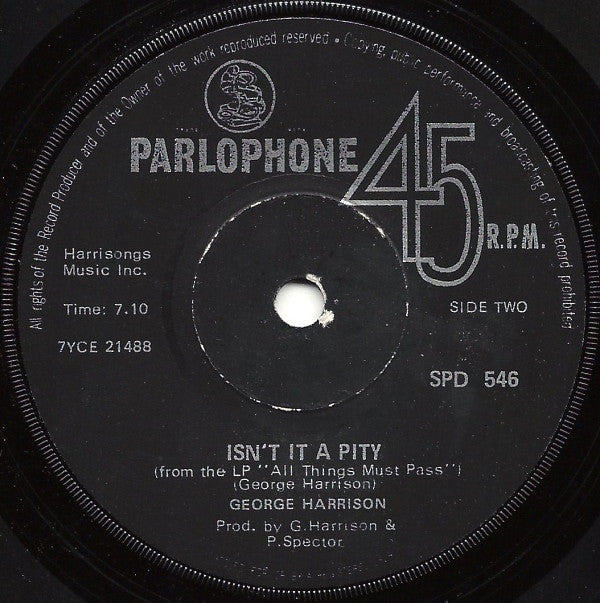 All rights of the Record Producer and of the Owner of the work reproduced reserved • Copying, public performance and broadcasting of this record prohibited
TRADE MARK
PARLOPHONE
45
R.P.M.
Harrisongs
Music Inc.
Time: 7.10
7YCE 21488
SIDE TWO
SPD 546
ISN'T IT A PITY
(from the LP "All Things Must Pass")
(George Harrison)
GEORGE HARRISON
Prod. by G.Harrison &
P.Spector